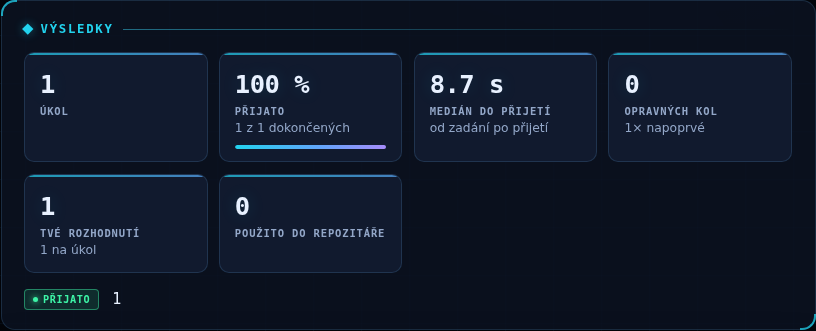 VÝSLEDKY
1
ÚKOL
100 %
PŘIJATO
1 z 1 dokončených
8.7 s
MEDIÁN DO PŘIJETÍ
od zadání po přijetí
0
OPRAVNÝCH KOL
1× napoprvé
1
TVÉ ROZHODNUTÍ
1 na úkol
0
POUŽITO DO REPOZITÁŘE
PŘIJATO 1